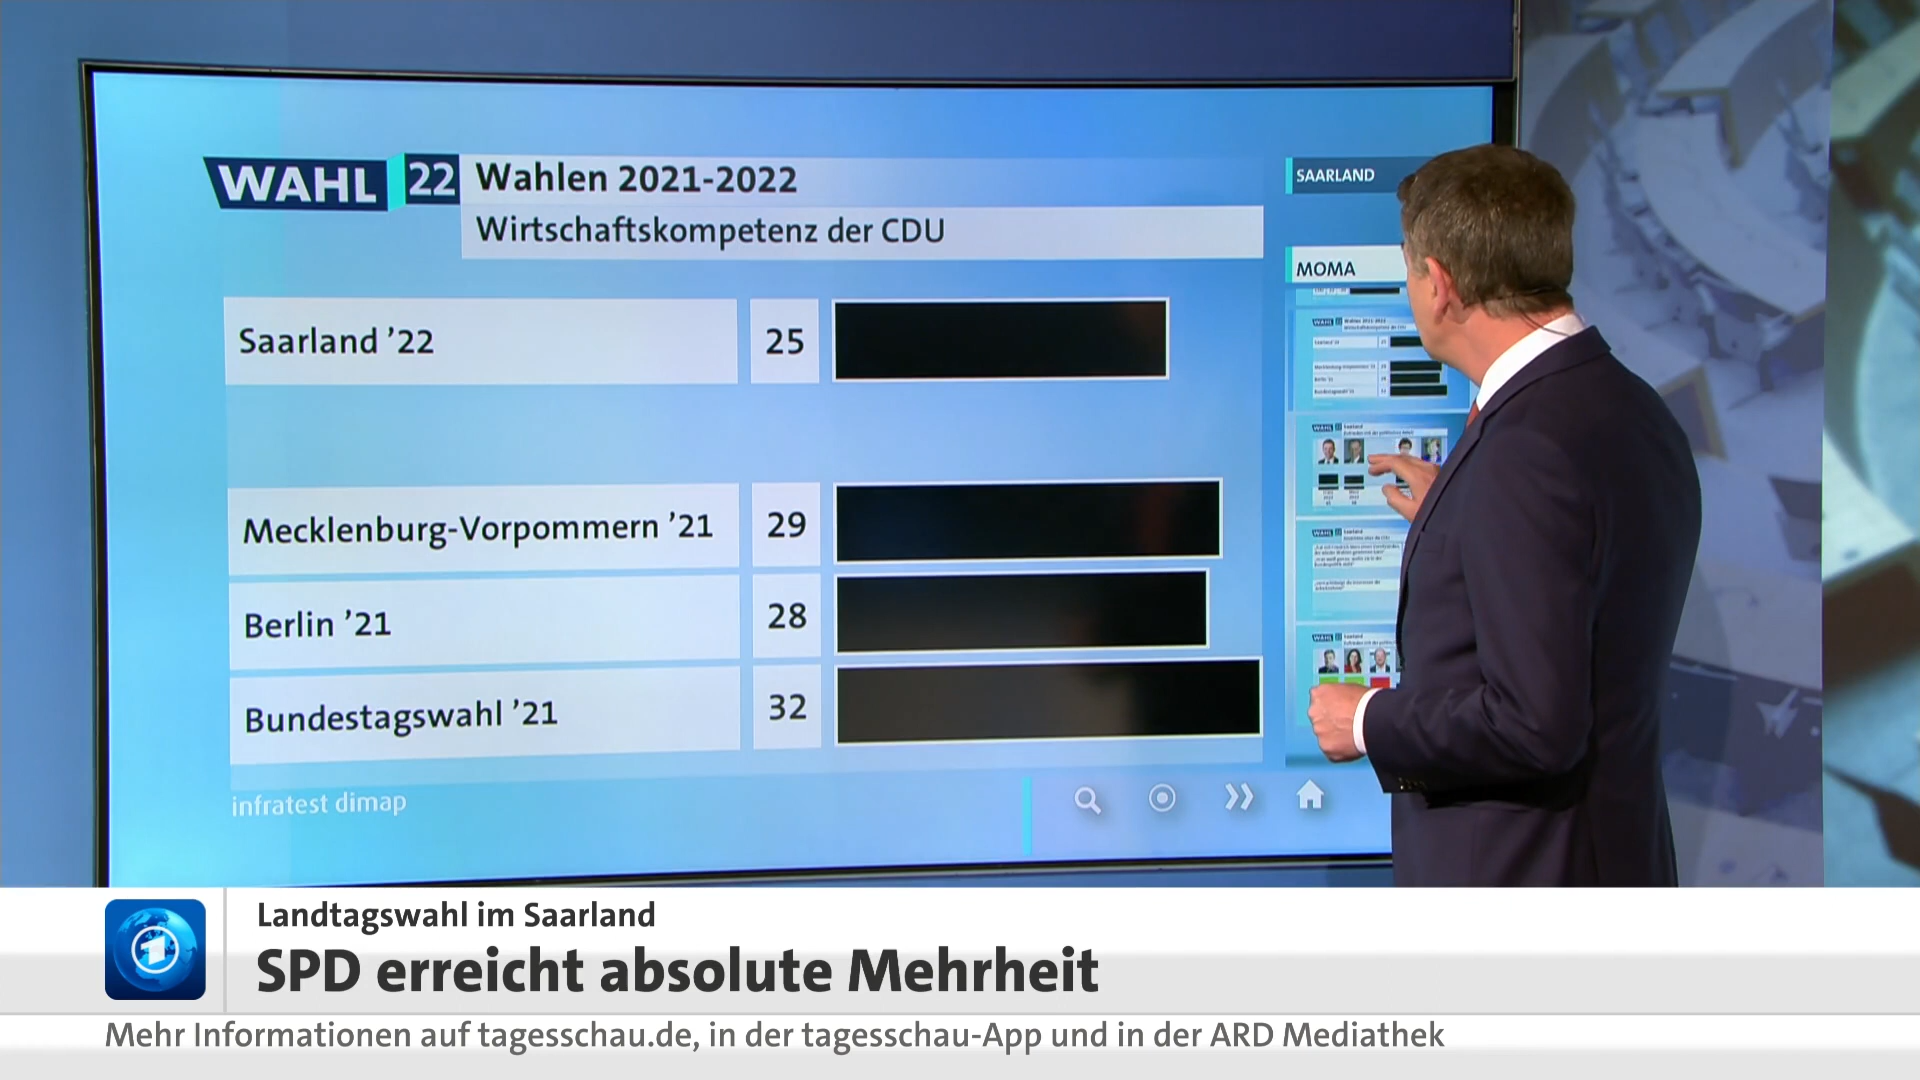 WAHL 22 Wahlen 2021-2022
Wirtschaftskompetenz der CDU
Saarland ’22 25
Mecklenburg-Vorpommern ’21 29
Berlin ’21 28
Bundestagswahl ’21 32
infratest dimap
SAARLAND
MOMA
Landtagswahl im Saarland
SPD erreicht absolute Mehrheit
Mehr Informationen auf tagesschau.de, in der tagesschau-App und in der ARD Mediathek